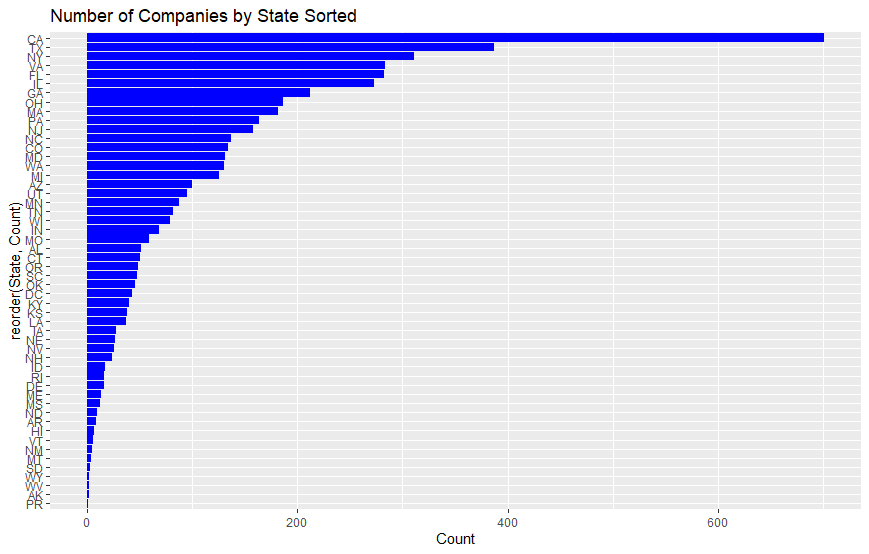 Number of Companies by State Sorted
reorder(State, Count)
CA
TX
NY
VA
FL
IL
GA
OH
MA
PA
NJ
NC
CO
MD
WA
MI
AZ
UT
MN
TN
WI
IN
MO
AL
CT
OR
SC
OK
DC
KY
KS
LA
IA
NE
NV
NH
ID
RI
DE
ME
MS
ND
AR
HI
VT
NM
MT
SD
WY
WV
AK
PR
0 200 400 600
Count